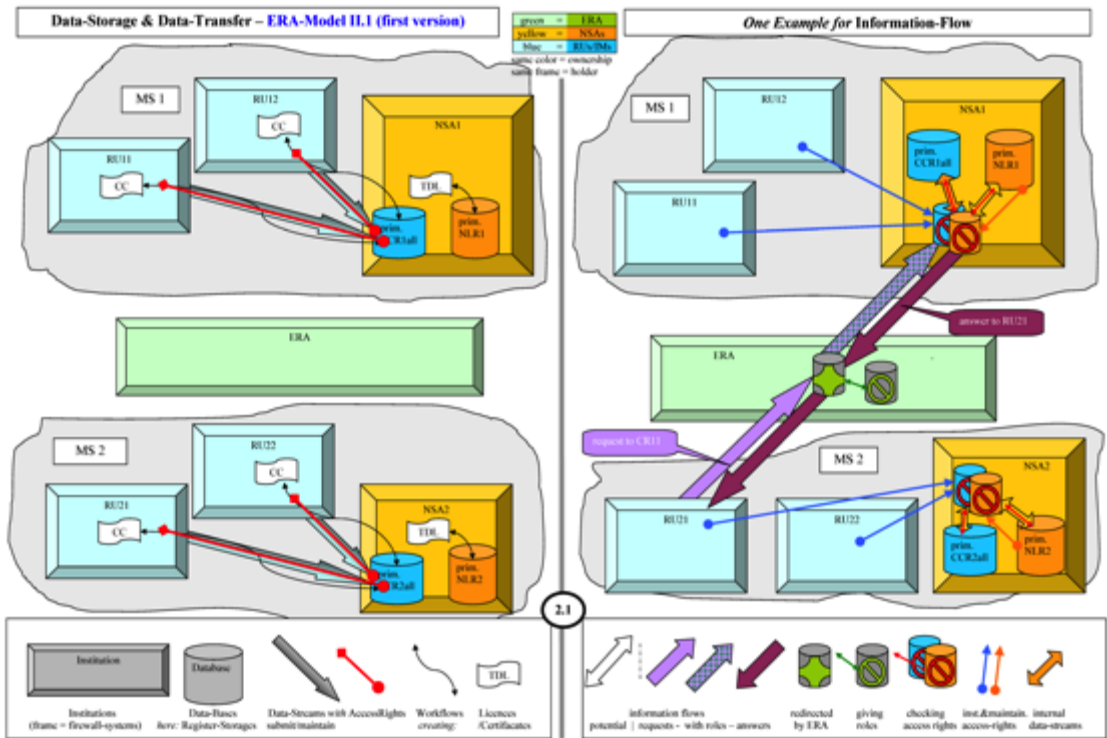 Data-Storage & Data-Transfer – ERA-Model II.1 (first version)
green = ERA
yellow = NSAs
blue = RUs/IMs
same color = ownership
same frame = holder
One Example for Information-Flow
MS 1
RU12
CC
NSA1
RU11
CC
TDL
prim.
CCR1all
prim.
NLR1
ERA
MS 2
RU22
CC
RU21
CC
NSA2
TDL
prim.
CCR2all
prim.
NLR2
MS 1
RU12
NSA1
prim.
CCR1all
prim.
NLR1
RU11
answer to RU21
ERA
request to CR11
MS 2
NSA2
RU21
RU22
prim.
CCR2all
prim.
NLR2
2.1
Institution
Database
TDL
Institutions
(frame = firewall-systems)
Data-Bases
here: Register-Storages
Data-Streams with AccessRights
submit/maintain
Workflows
creating:
Licences
/Certifacates
information flows
potential | requests - with roles – answers
redirected
by ERA
giving
roles
checking
access rights
inst.&maintain.
access-rights
internal
data-streams